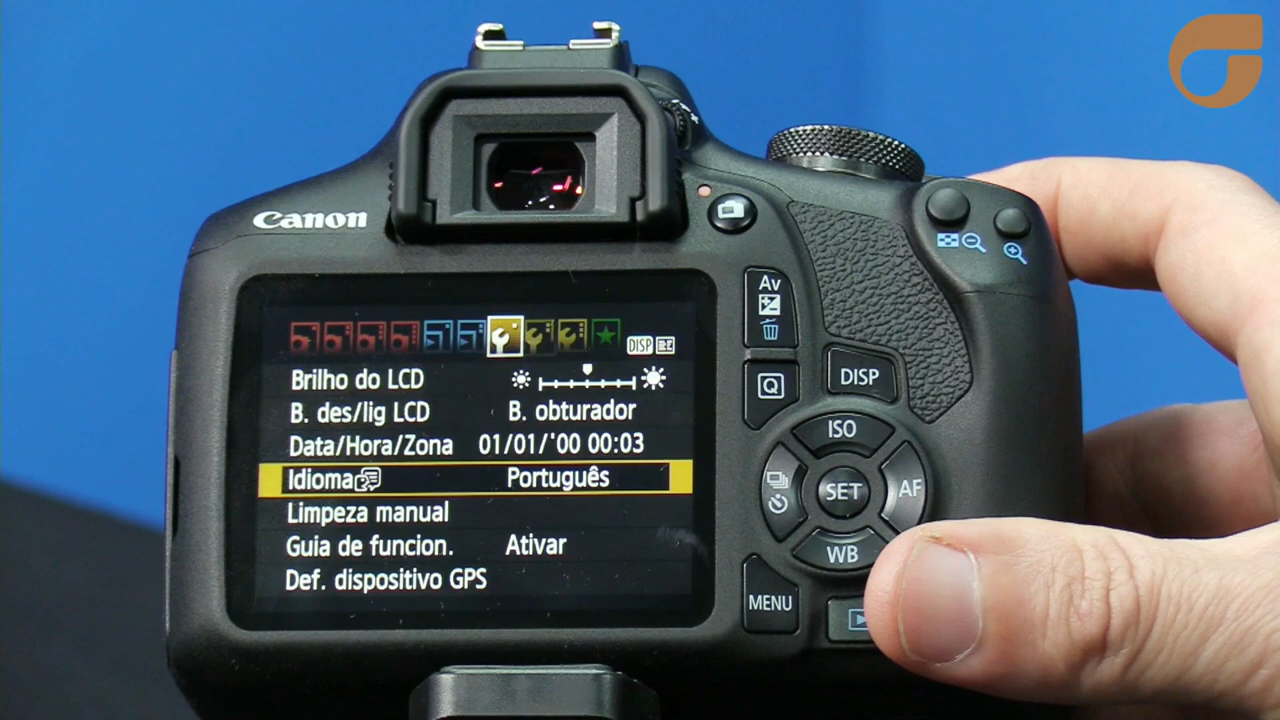 Canon
Av
Q
DISP
ISO
AF
SET
WB
MENU
DISP
Brilho do LCD
B. des/lig LCD B. obturador
Data/Hora/Zona 01/01/'00 00:03
Idioma Português
Limpeza manual
Guia de funcion. Ativar
Def. dispositivo GPS